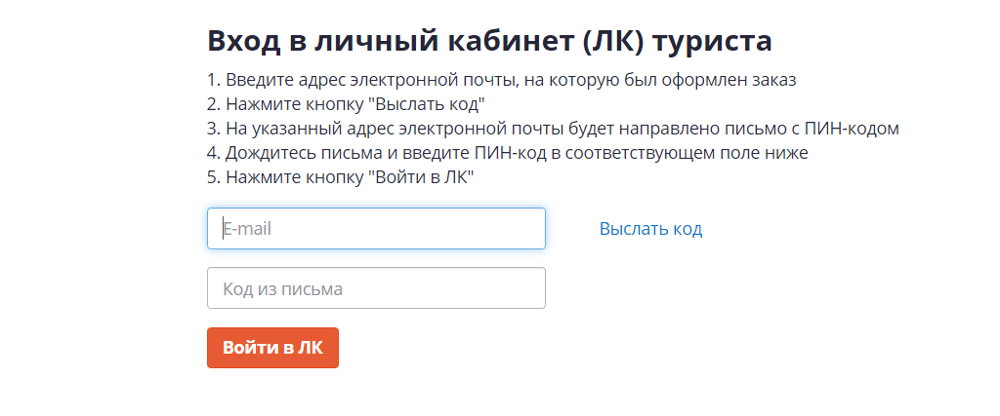 Вход в личный кабинет (ЛК) туриста
1. Введите адрес электронной почты, на которую был оформлен заказ
2. Нажмите кнопку "Выслать код"
3. На указанный адрес электронной почты будет направлено письмо с ПИН-кодом
4. Дождитесь письма и введите ПИН-код в соответствующем поле ниже
5. Нажмите кнопку "Войти в ЛК"
E-mail
Выслать код
Код из письма
Войти в ЛК